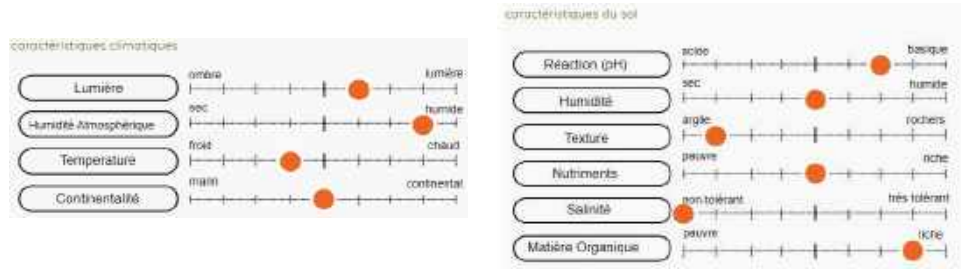 caractéristiques climatiques
Lumière
ombre
lumière
Humidité Atmosphérique
sec
humide
Temperature
froid
chaud
Continentalité
marin
continental
caractéristiques du sol
Réaction (pH)
acide
basique
Humidité
sec
humide
Texture
argile
rochers
Nutriments
pauvre
riche
Salinité
non tolérant
très tolérant
Matière Organique
pauvre
riche